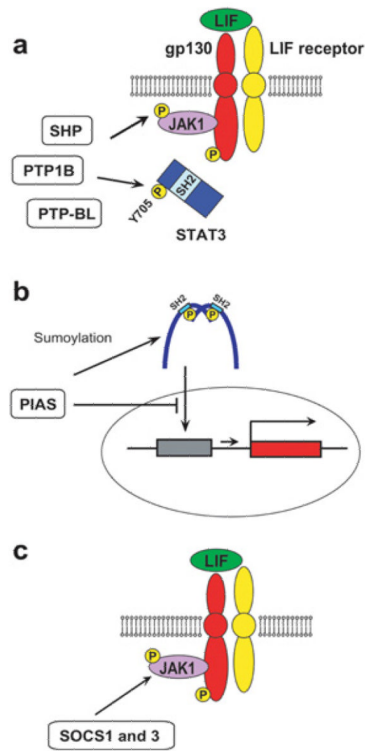 a
LIF
gp130
LIF receptor
P
JAK1
SHP
P
PTP1B
SH2
P
PTP-BL
Y705
STAT3
b
SH2
SH2
P
P
Sumoylation
PIAS
c
LIF
P
JAK1
P
SOCS1 and 3